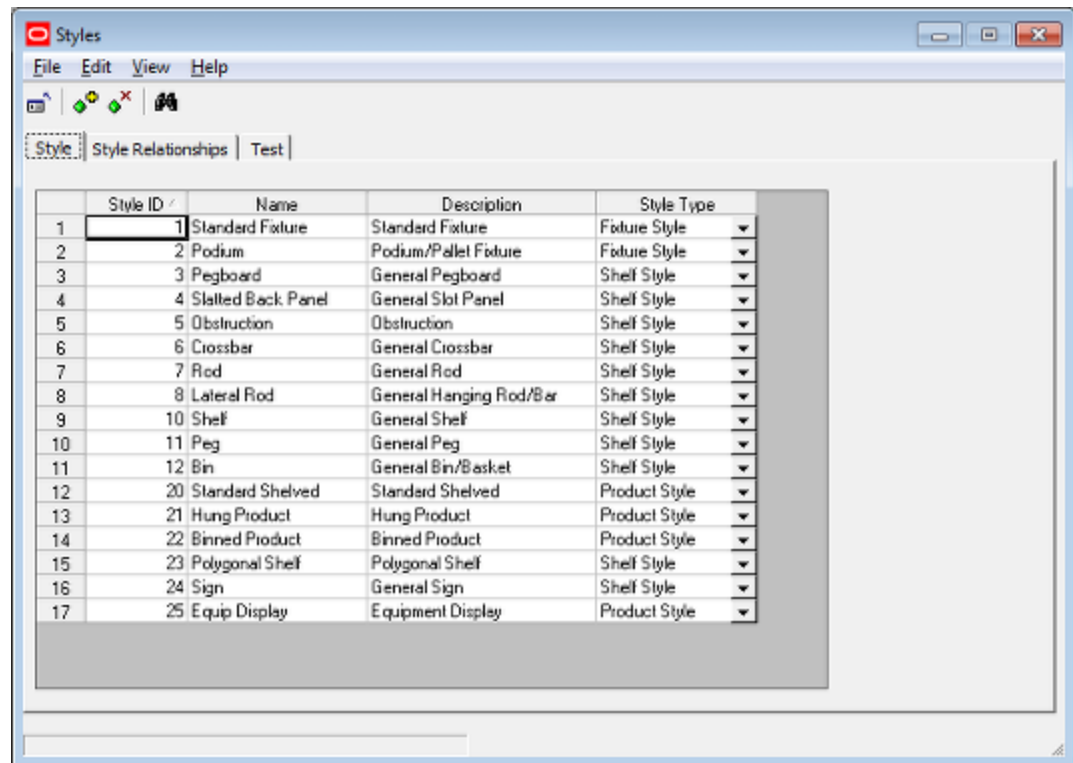 Styles
File Edit View Help
Style Style Relationships Test
Style ID Name Description Style Type
1 1 Standard Fixture Standard Fixture Fixture Style
2 2 Podium Podium/Pallet Fixture Fixture Style
3 3 Pegboard General Pegboard Shelf Style
4 4 Slatted Back Panel General Slot Panel Shelf Style
5 5 Obstruction Obstruction Shelf Style
6 6 Crossbar General Crossbar Shelf Style
7 7 Rod General Rod Shelf Style
8 8 Lateral Rod General Hanging Rod/Bar Shelf Style
9 10 Shelf General Shelf Shelf Style
10 11 Peg General Peg Shelf Style
11 12 Bin General Bin/Basket Shelf Style
12 20 Standard Shelved Standard Shelved Product Style
13 21 Hung Product Hung Product Product Style
14 22 Binned Product Binned Product Product Style
15 23 Polygonal Shelf Polygonal Shelf Shelf Style
16 24 Sign General Sign Shelf Style
17 25 Equip Display Equipment Display Product Style